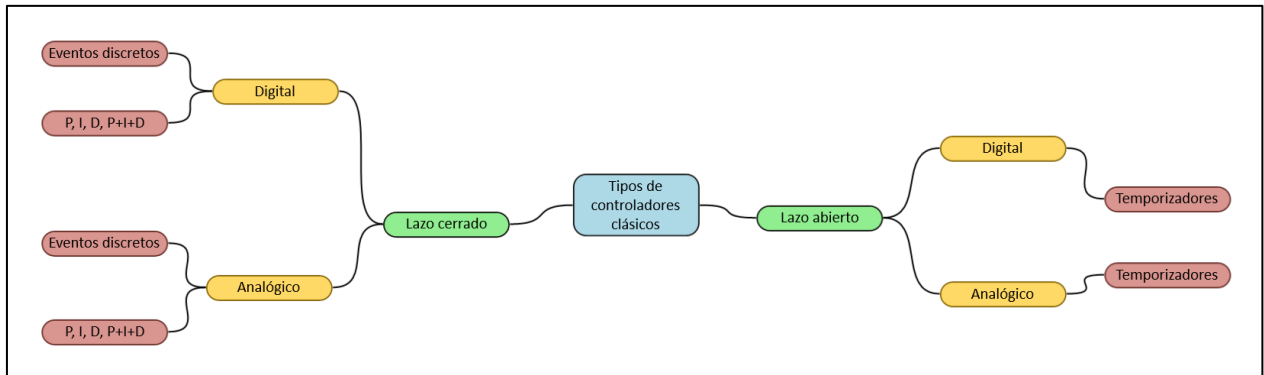 Eventos discretos
Digital
P, I, D, P+I+D
Eventos discretos
Analógico
P, I, D, P+I+D
Lazo cerrado
Tipos de
controladores
clásicos
Lazo abierto
Digital
Temporizadores
Analógico
Temporizadores